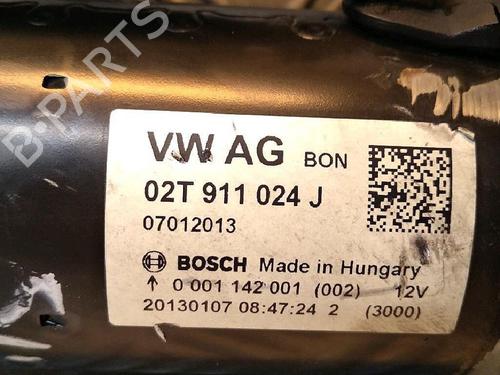 B-PARTS
VW AG BON
02T 911 024 J
07012013
BOSCH Made in Hungary
↑ 0 001 142 001 (002) 12V
20130107 08:47:24 2 (3000)